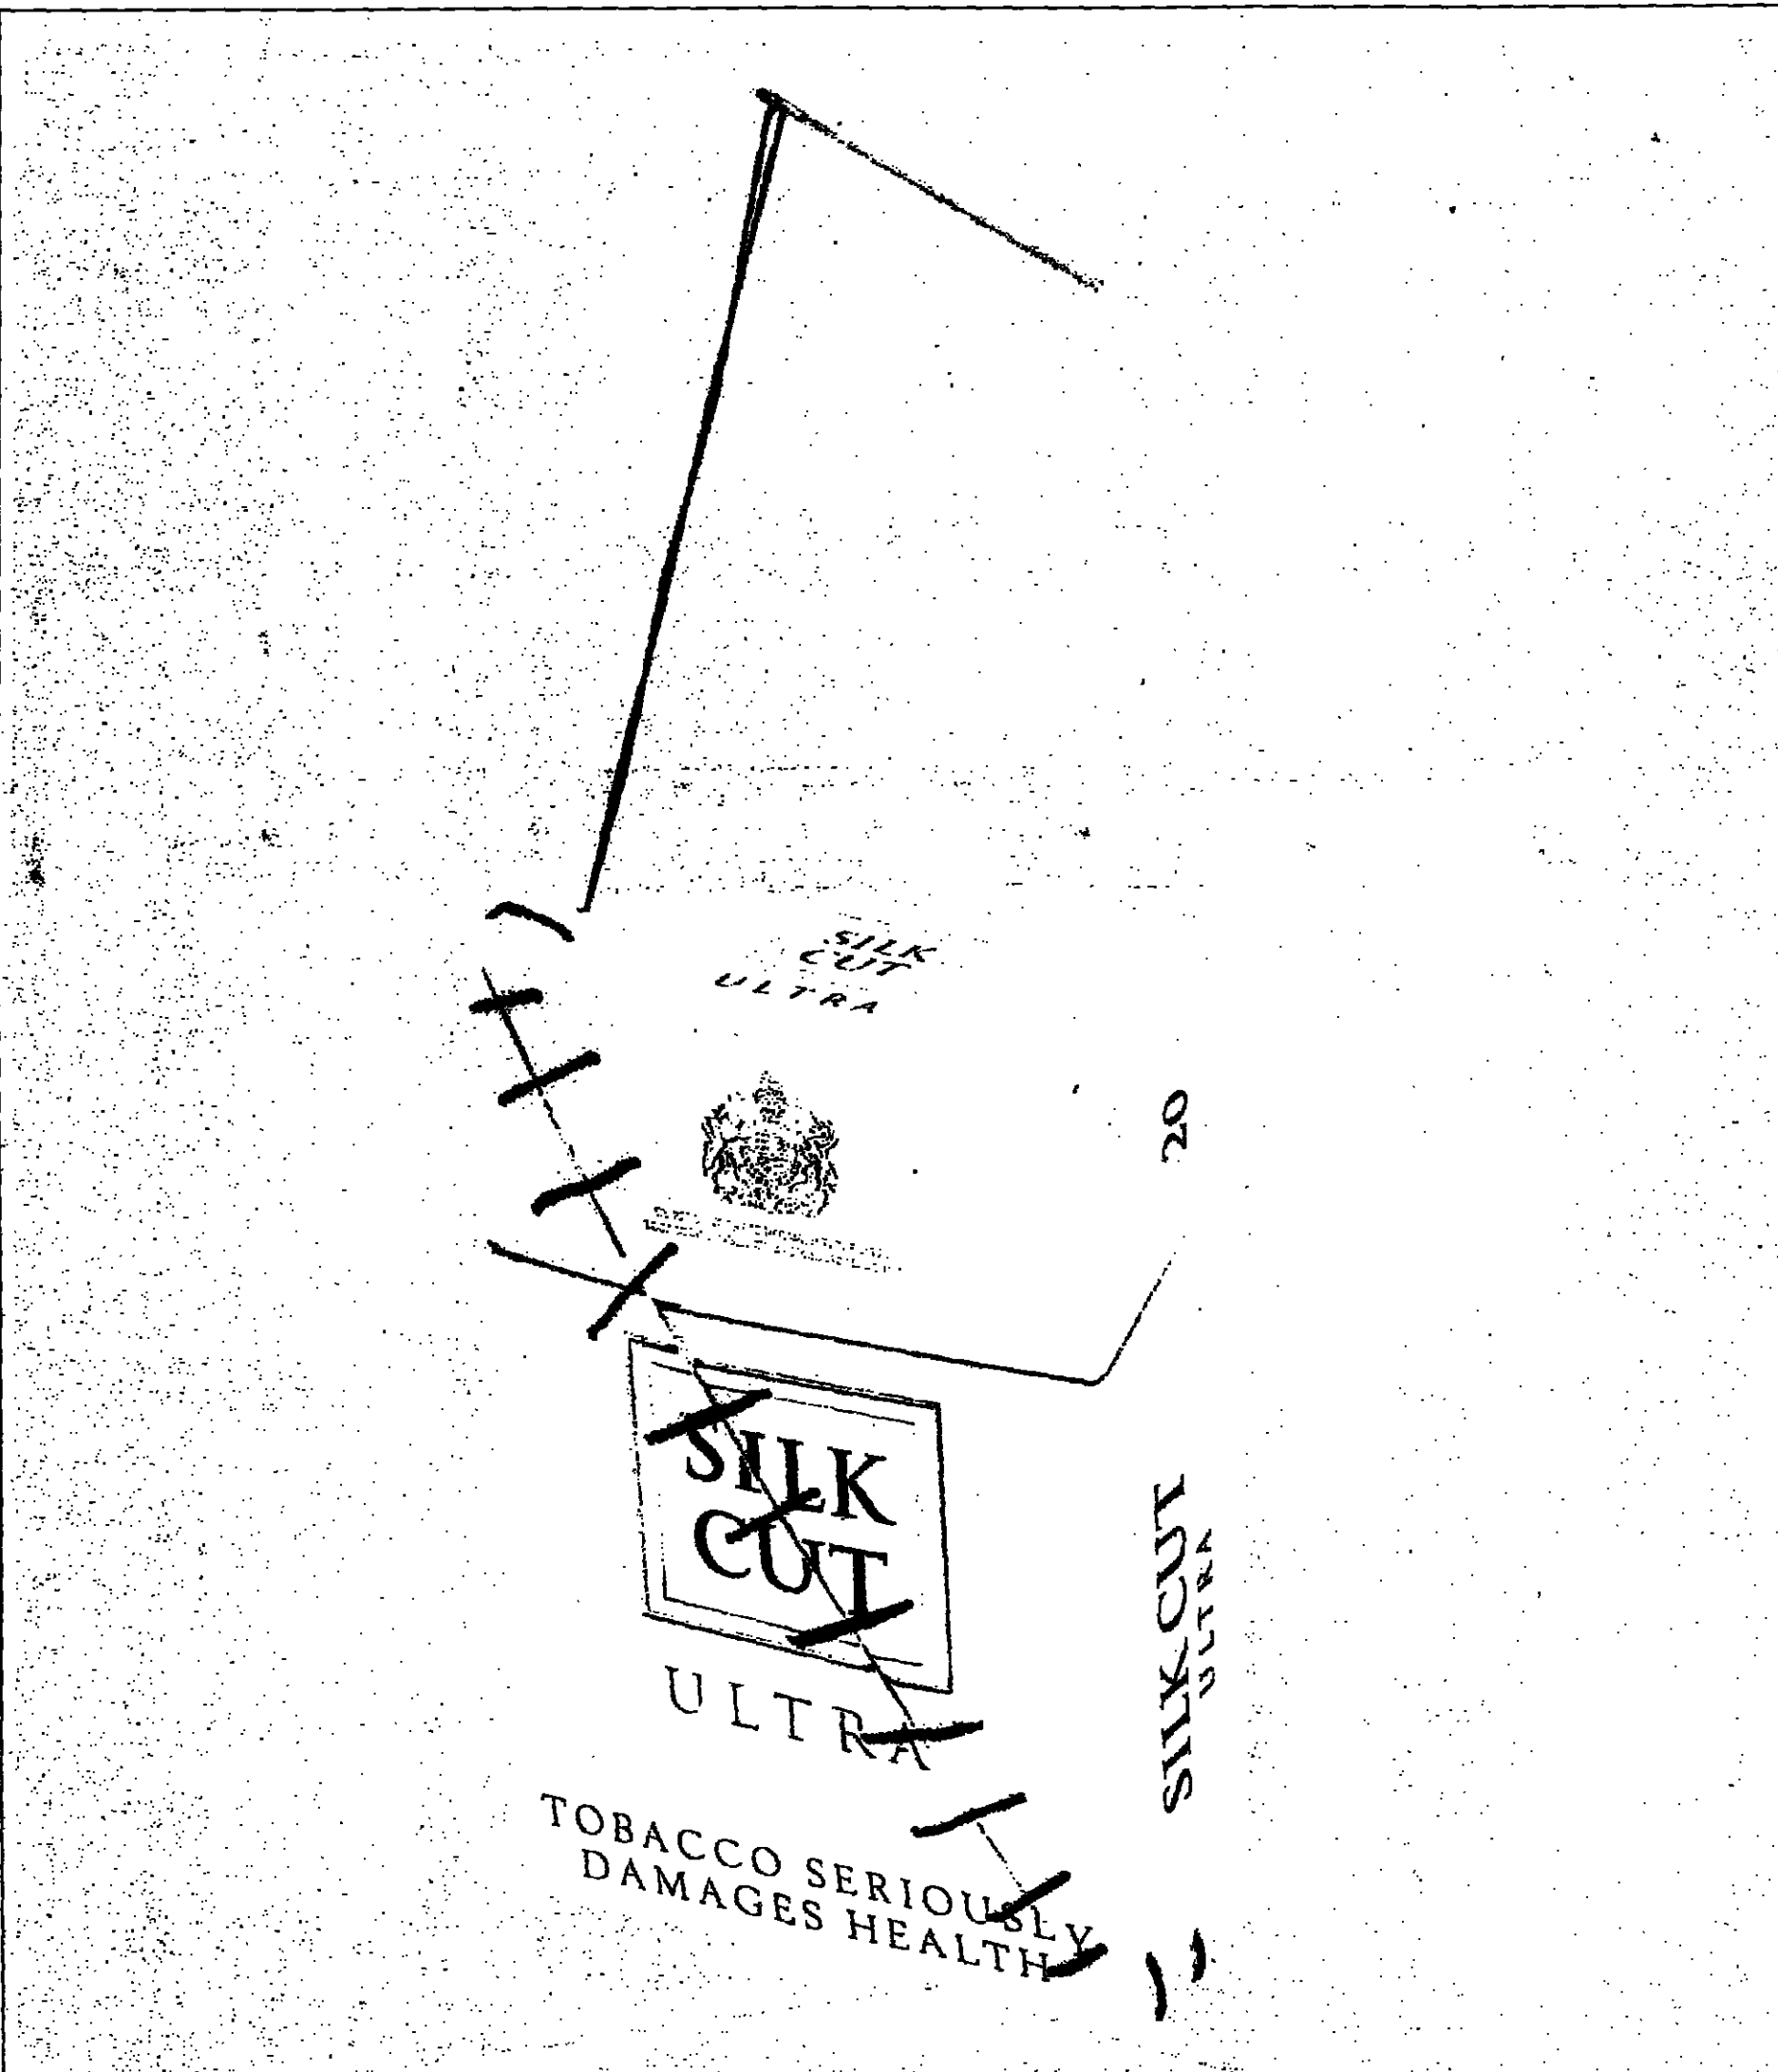 SILK
CUT
ULTRA
20
SILK
CUT
ULTRA
SILK CUT
ULTRA
TOBACCO SERIOUSLY
DAMAGES HEALTH